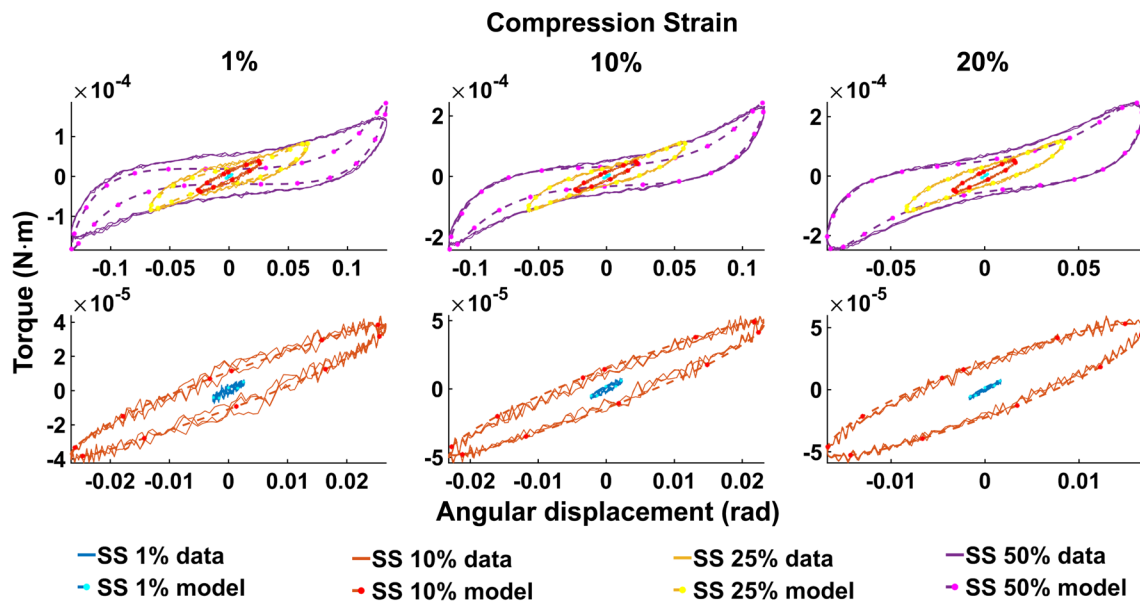 Compression Strain
1% 10% 20%
×10⁻⁴ ×10⁻⁴ ×10⁻⁴
1 2 2
0 0 0
-1 -2 -2
-0.1 -0.05 0 0.05 0.1 -0.1 -0.05 0 0.05 0.1 -0.05 0 0.05
×10⁻⁵ ×10⁻⁵ ×10⁻⁵
4 5 5
2
0 0 0
-2
-4 -5 -5
-0.02 -0.01 0 0.01 0.02 -0.02 -0.01 0 0.01 0.02 -0.01 0 0.01
Torque (N·m)
Angular displacement (rad)
SS 1% data SS 10% data SS 25% data SS 50% data
SS 1% model SS 10% model SS 25% model SS 50% model